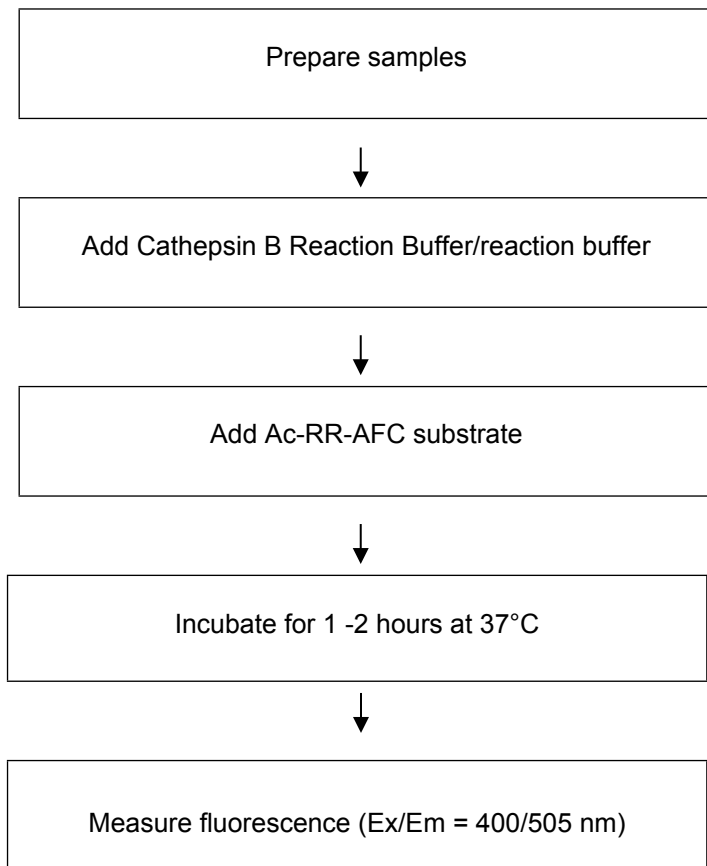 Prepare samples
Add Cathepsin B Reaction Buffer/reaction buffer
Add Ac-RR-AFC substrate
Incubate for 1 -2 hours at 37°C
Measure fluorescence (Ex/Em = 400/505 nm)